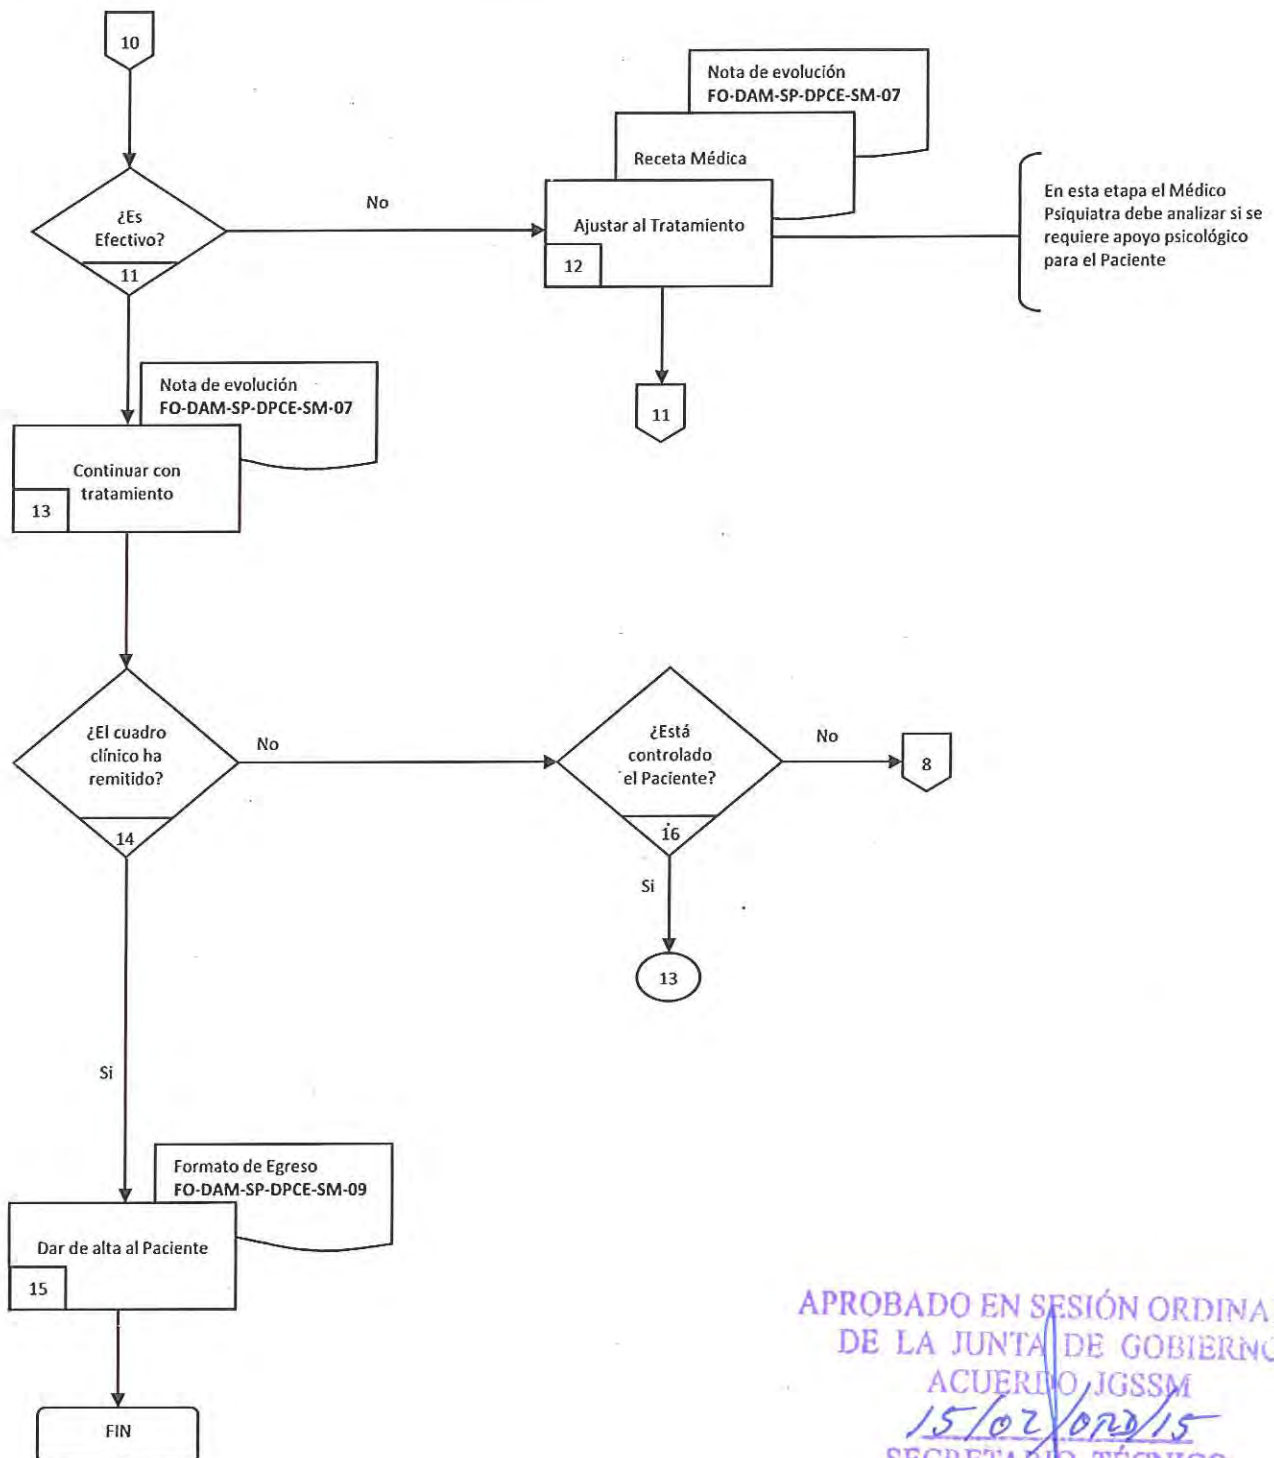 10
Nota de evolución
FO-DAM-SP-DPCE-SM-07
Receta Médica
¿Es
Efectivo?
11
No
Ajustar al Tratamiento
12
En esta etapa el Médico
Psiquiatra debe analizar si se
requiere apoyo psicológico
para el Paciente
11
Nota de evolución
FO-DAM-SP-DPCE-SM-07
Continuar con
tratamiento
13
¿El cuadro
clínico ha
remitido?
14
No
¿Está
controlado
el Paciente?
16
No
8
Si
13
Si
Formato de Egreso
FO-DAM-SP-DPCE-SM-09
Dar de alta al Paciente
15
FIN
APROBADO EN SESIÓN ORDINA
DE LA JUNTA DE GOBIERNO
ACUERDO JGSSM
15/02/ORD/15
SECRETARIO TÉCNICO